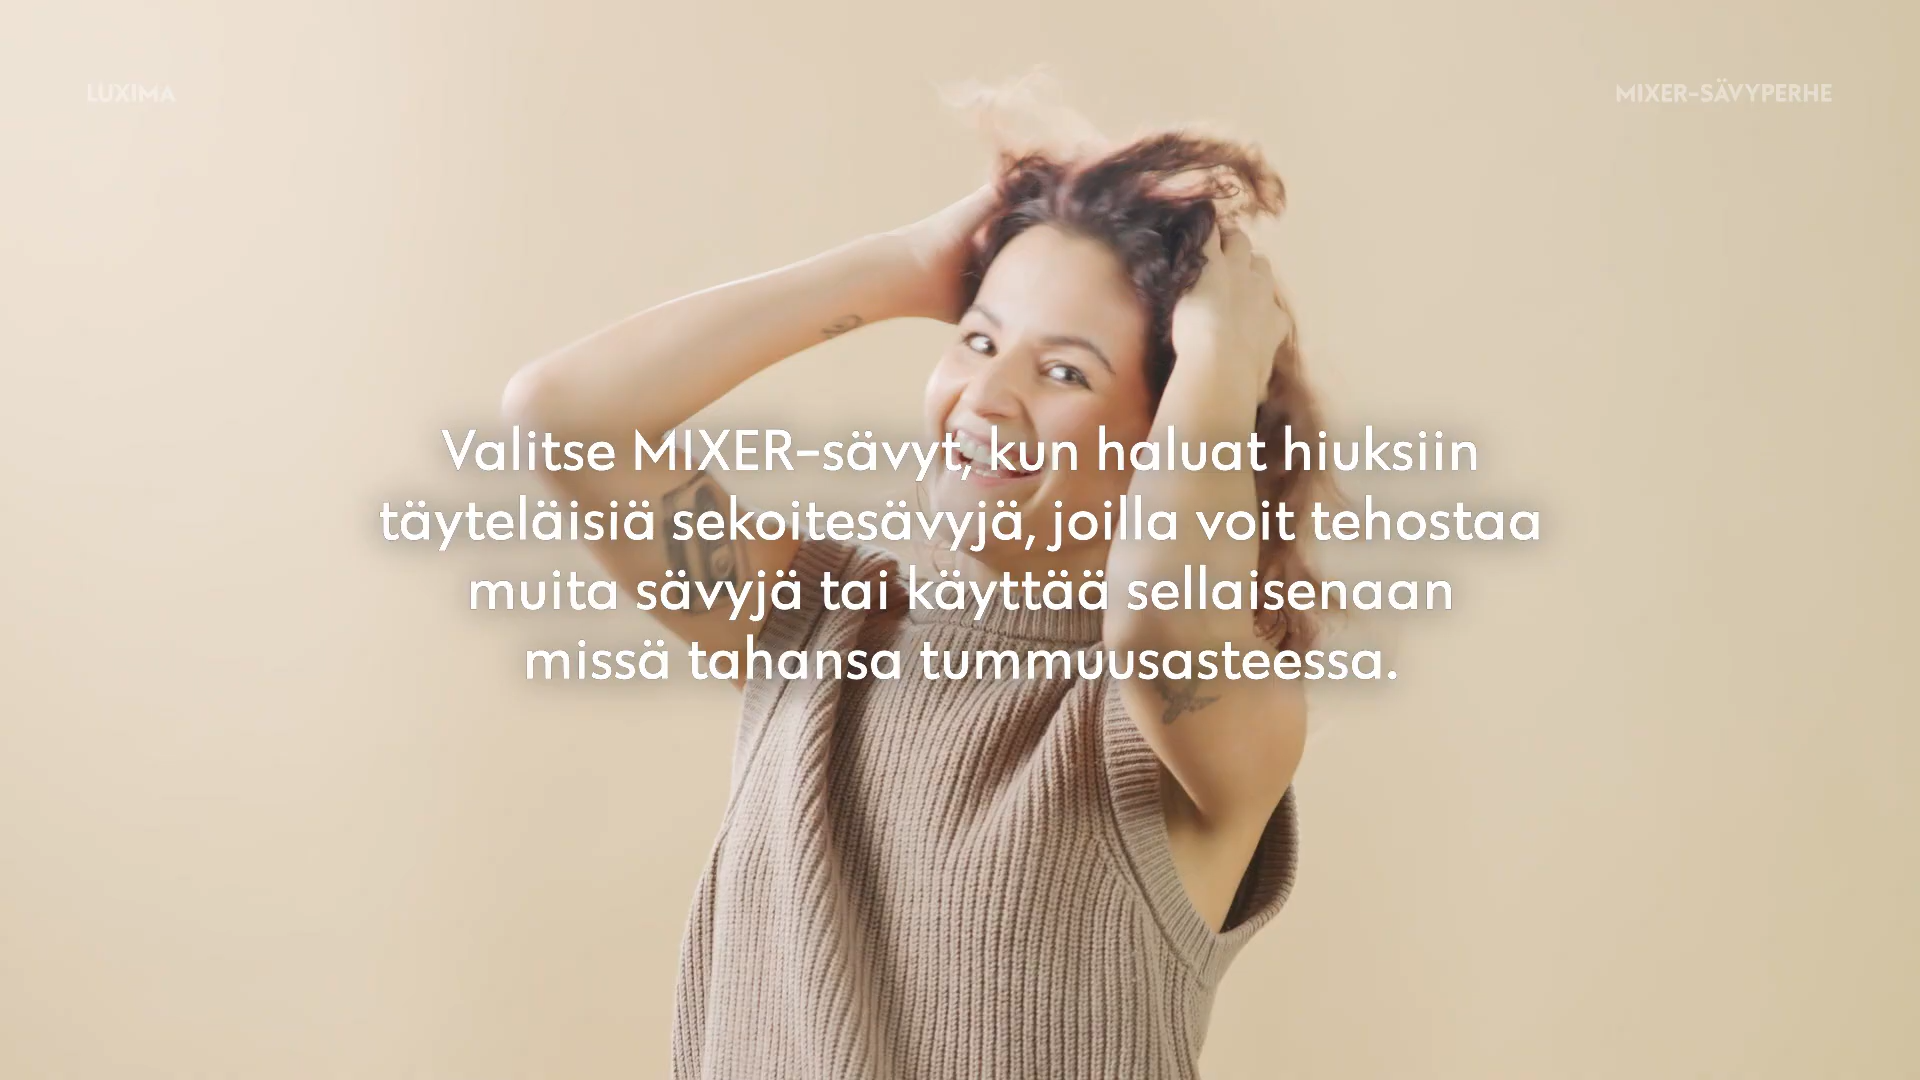 LUXIMA
MIXER-SÄVYPERHE
Valitse MIXER-sävyt, kun haluat hiuksiin
täyteläisiä sekoitesävyjä, joilla voit tehostaa
muita sävyjä tai käyttää sellaisenaan
missä tahansa tummuusasteessa.